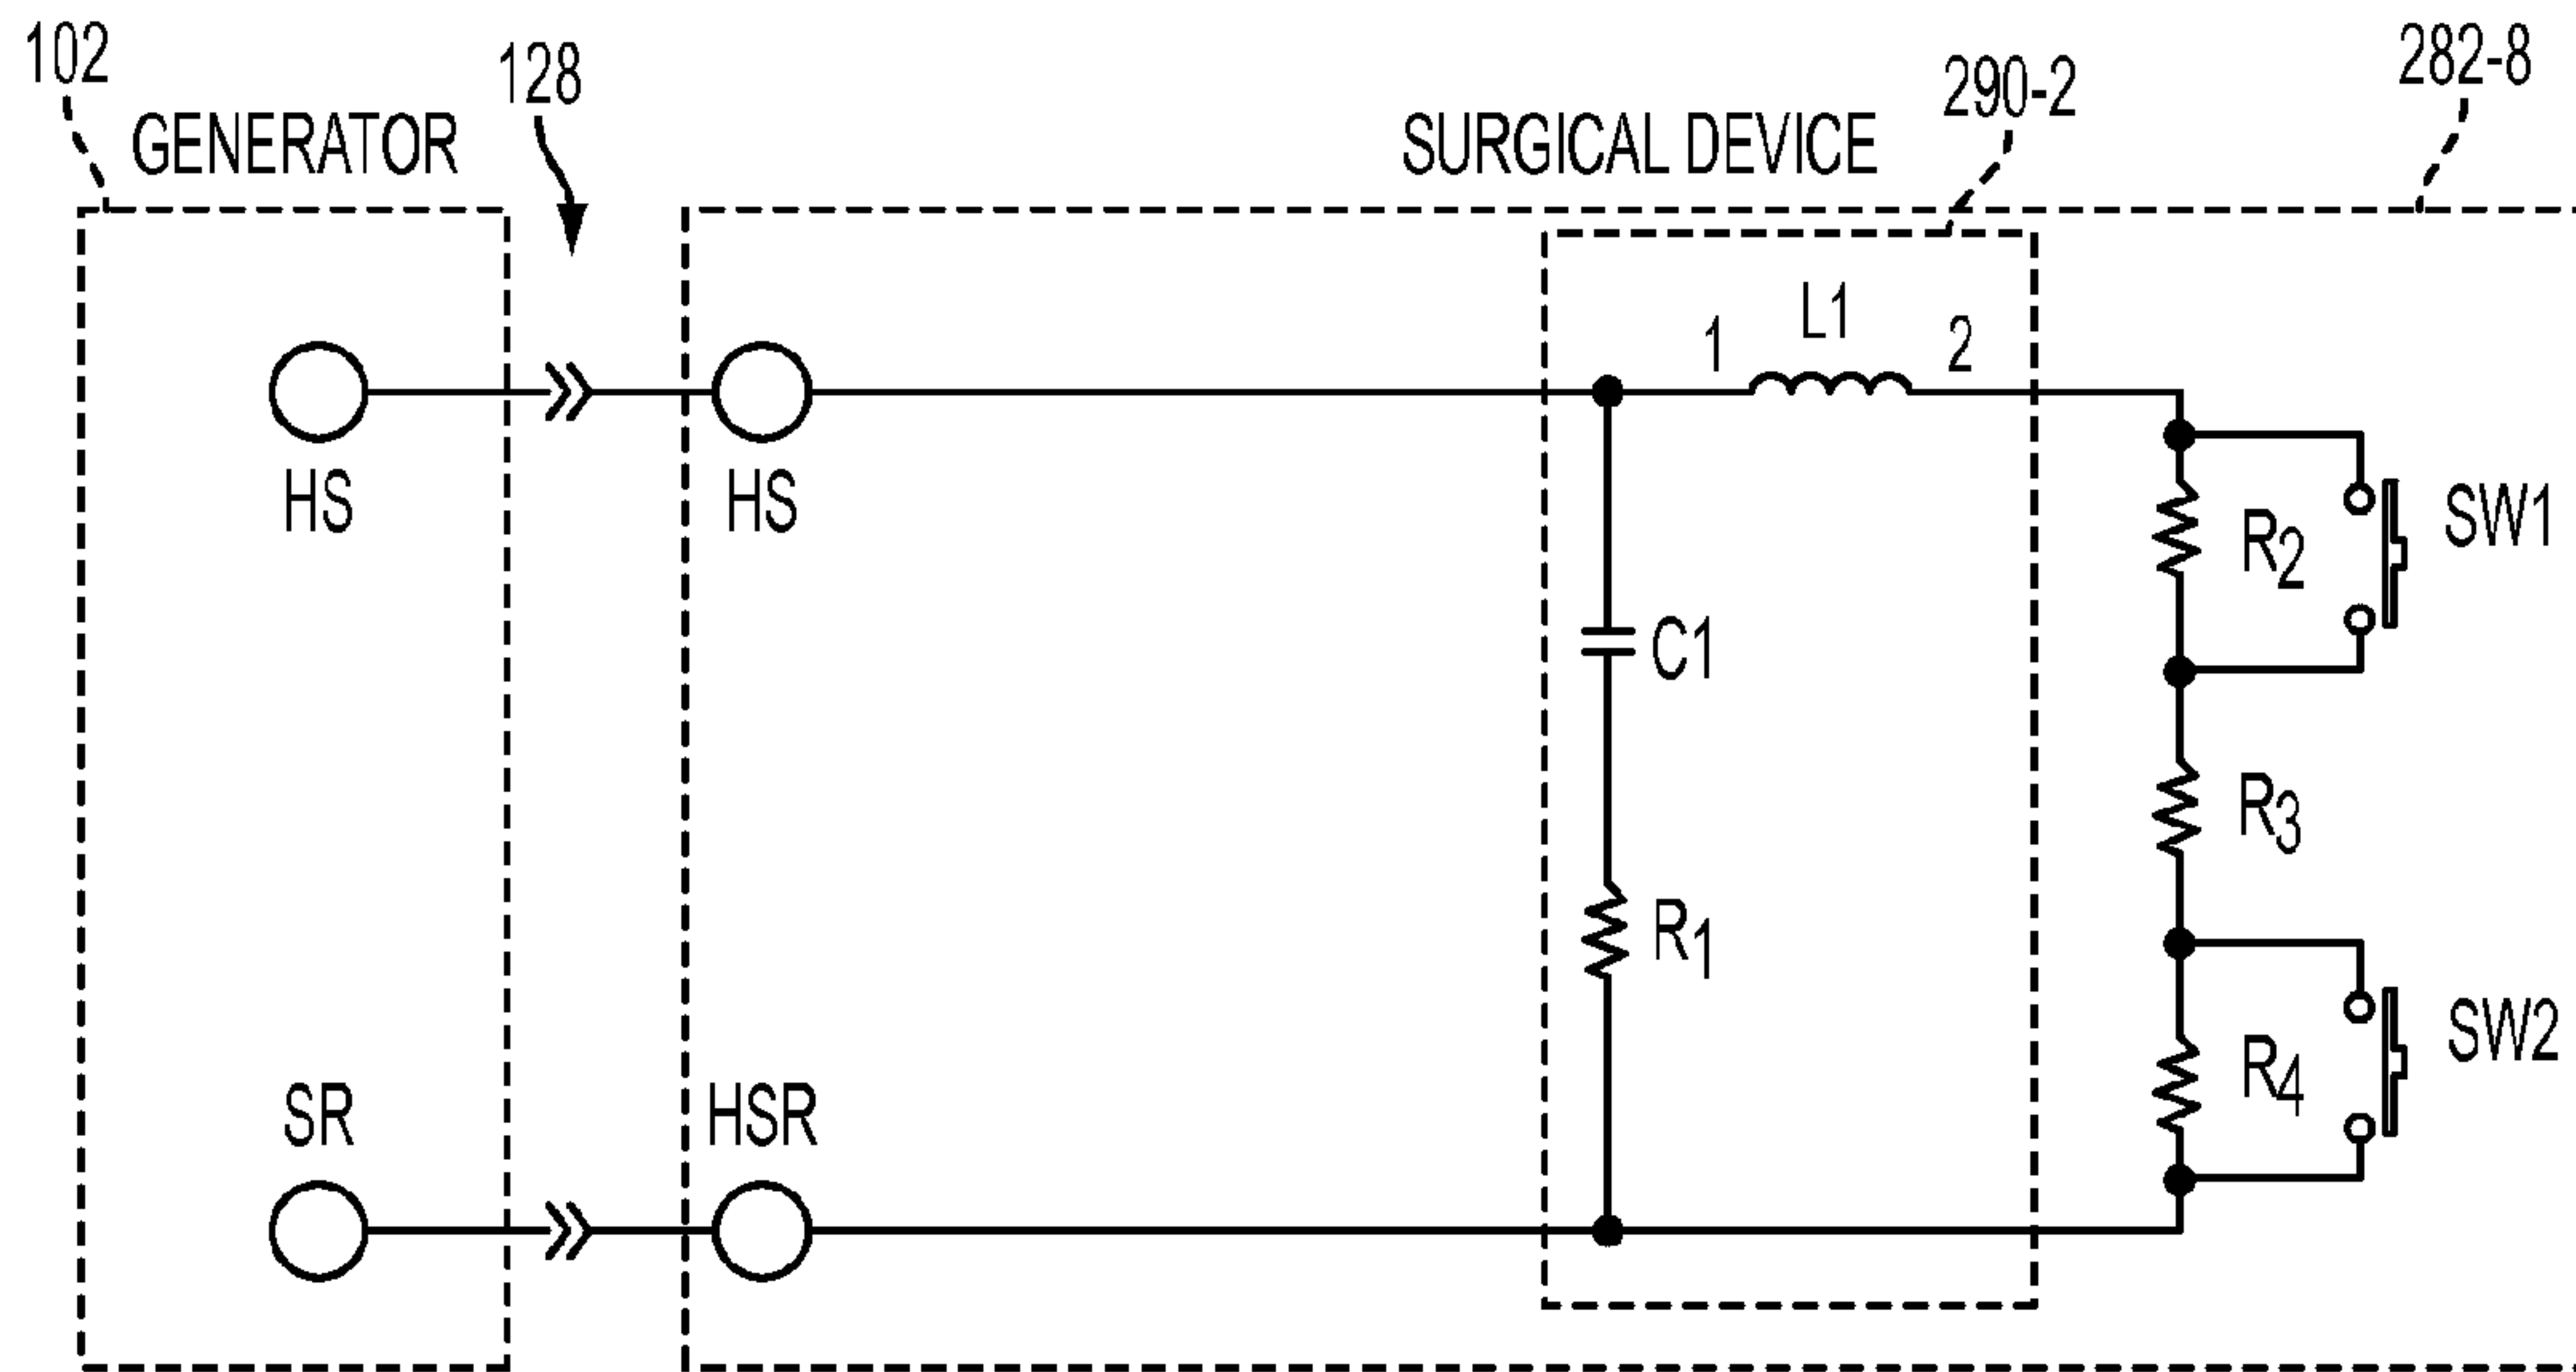 102
128
290-2
282-8
GENERATOR
SURGICAL DEVICE
1
L1
2
HS
HS
R2
SW1
C1
R3
R1
SR
HSR
R4
SW2